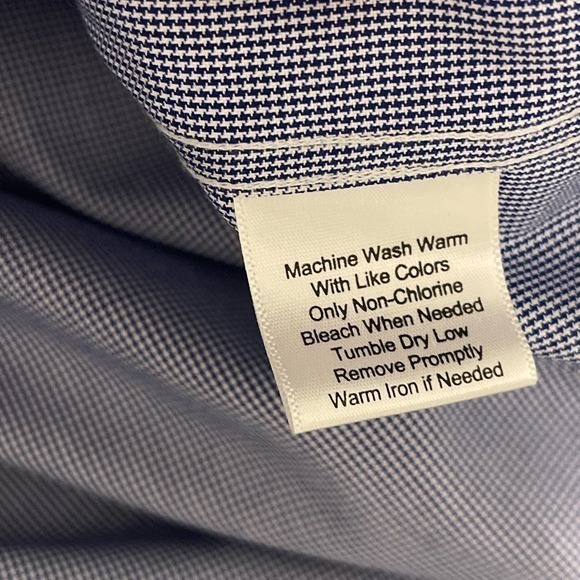 Machine Wash Warm
With Like Colors
Only Non-Chlorine
Bleach When Needed
Tumble Dry Low
Remove Promptly
Warm Iron if Needed